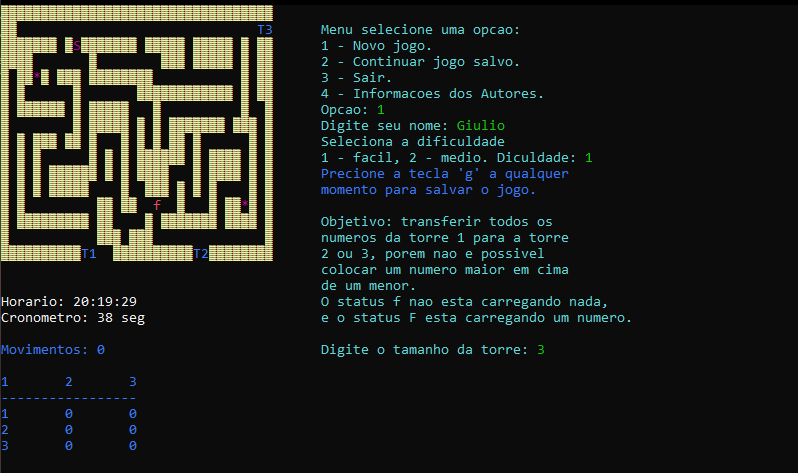 T3
S
*
f
*
T1 T2
Horario: 20:19:29
Cronometro: 38 seg
Movimentos: 0
1 2 3
------------------
1 0 0
2 0 0
3 0 0
Menu selecione uma opcao:
1 - Novo jogo.
2 - Continuar jogo salvo.
3 - Sair.
4 - Informacoes dos Autores.
Opcao: 1
Digite seu nome: Giulio
Seleciona a dificuldade
1 - facil, 2 - medio. Diculdade: 1
Precione a tecla 'g' a qualquer
momento para salvar o jogo.
Objetivo: transferir todos os
numeros da torre 1 para a torre
2 ou 3, porem nao e possivel
colocar um numero maior em cima
de um menor.
O status f nao esta carregando nada,
e o status F esta carregando um numero.
Digite o tamanho da torre: 3